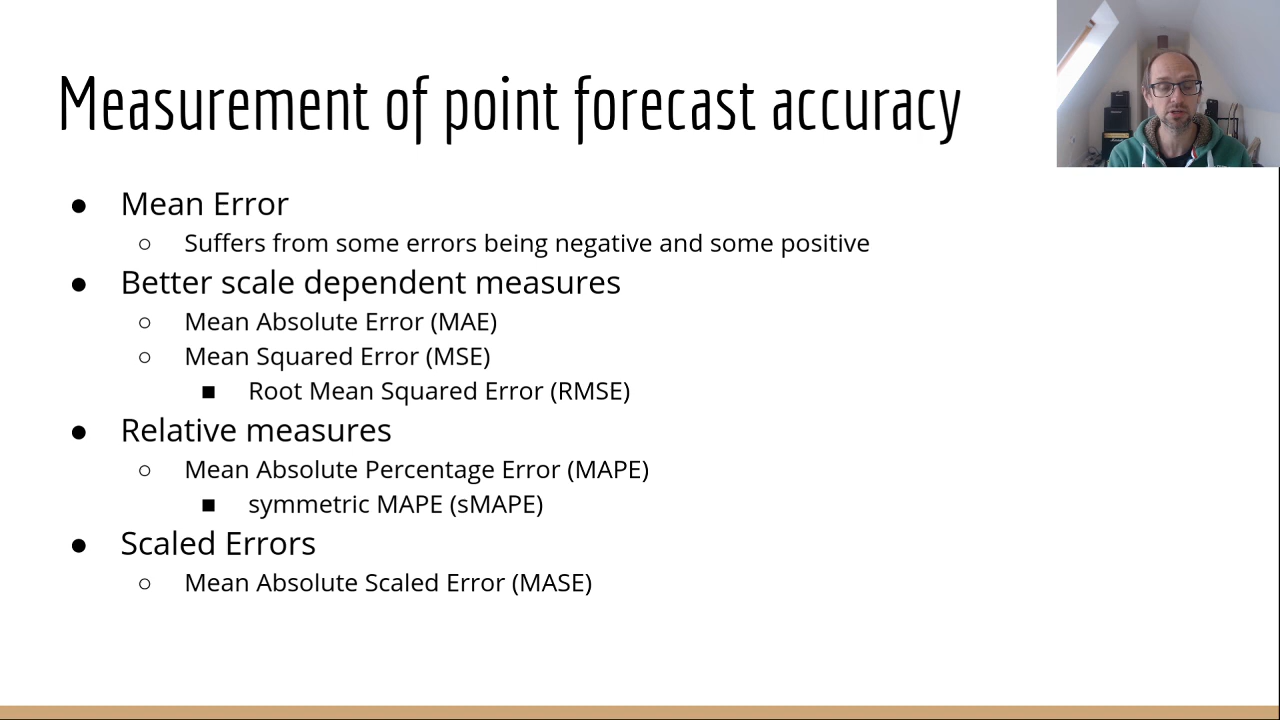 Measurement of point forecast accuracy
● Mean Error
○ Suffers from some errors being negative and some positive
● Better scale dependent measures
○ Mean Absolute Error (MAE)
○ Mean Squared Error (MSE)
■ Root Mean Squared Error (RMSE)
● Relative measures
○ Mean Absolute Percentage Error (MAPE)
■ symmetric MAPE (sMAPE)
● Scaled Errors
○ Mean Absolute Scaled Error (MASE)